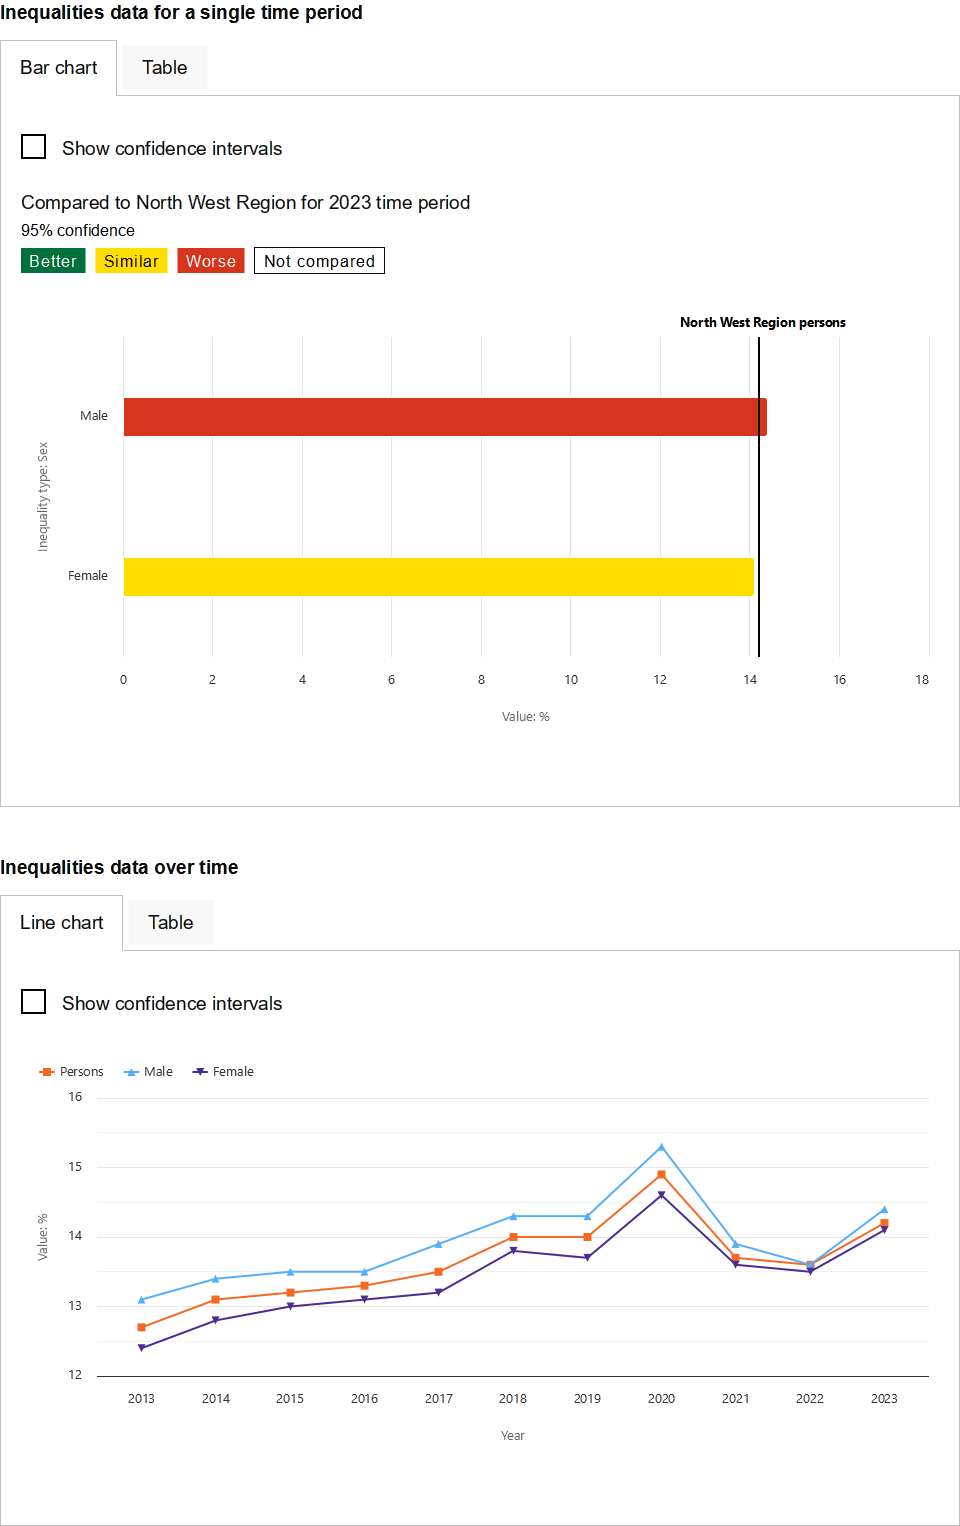 Inequalities data for a single time period
Bar chart Table
Show confidence intervals
Compared to North West Region for 2023 time period
95% confidence
Better Similar Worse Not compared
North West Region persons
Male
Inequality type: Sex
Female
0 2 4 6 8 10 12 14 16 18
Value: %
Inequalities data over time
Line chart Table
Show confidence intervals
Persons Male Female
16
15
14
Value: %
13
12
2013 2014 2015 2016 2017 2018 2019 2020 2021 2022 2023
Year